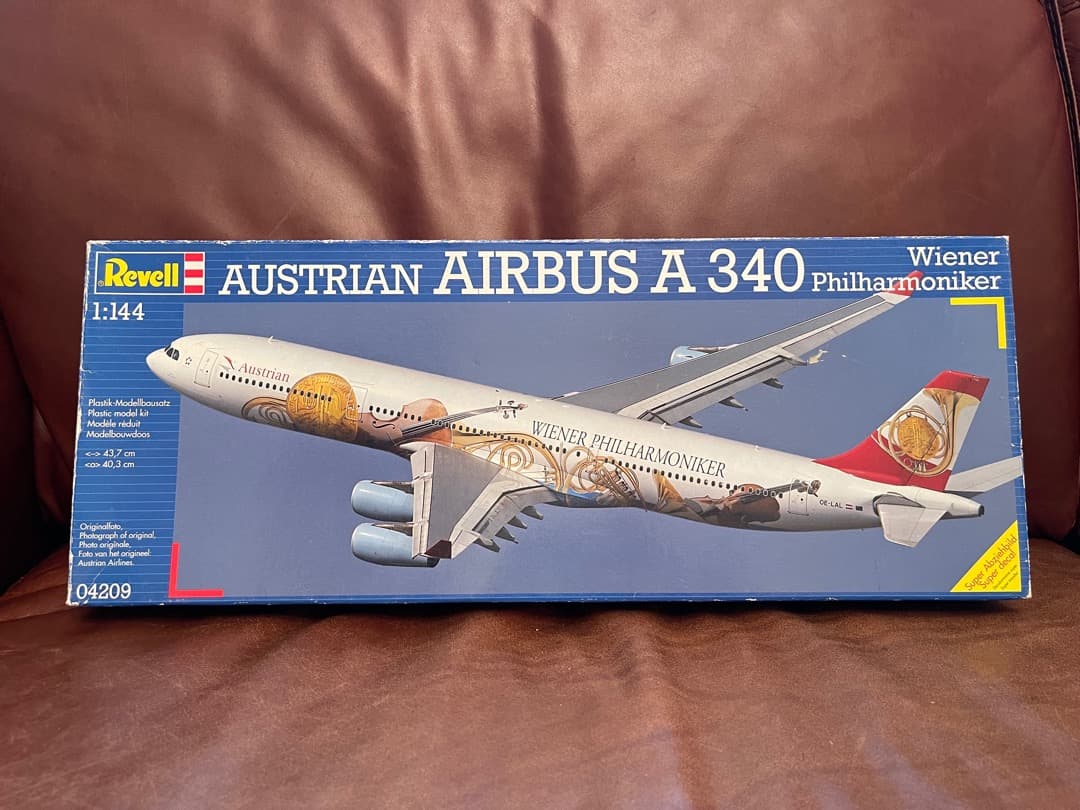 Revell
AUSTRIAN AIRBUS A 340
Wiener
Philharmoniker
1:144
Plastik-Modellbausatz
Plastic model kit
Modèle réduit
Modelbouwdoos
<--> 43,7 cm
<o> 40,3 cm
Austrian
WIENER PHILHARMONIKER
OE-LAL
Originalfoto,
Photograph of original,
Photo originale,
Foto van het origineel:
Austrian Airlines.
04209
Super Abziehbild
Super decal